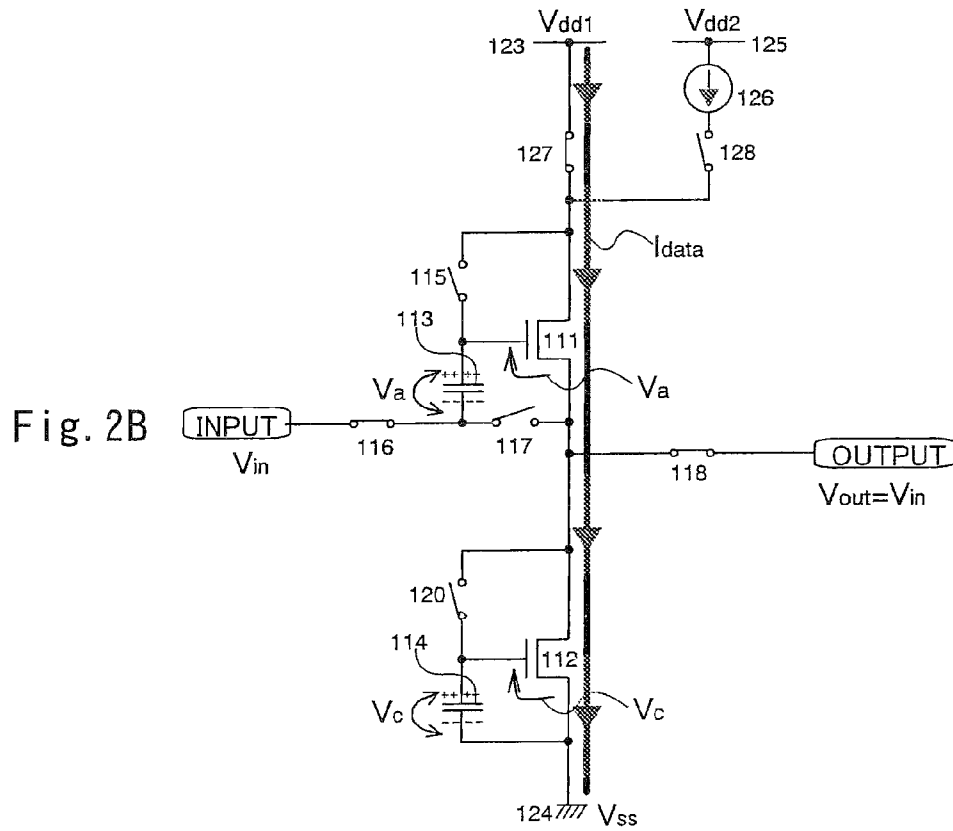 Vdd1
Vdd2
123
125
126
127
128
Idata
115
113
111
Va
Va
Fig. 2B
INPUT
116
117
118
OUTPUT
Vin
Vout=Vin
120
114
112
Vc
Vc
124
Vss